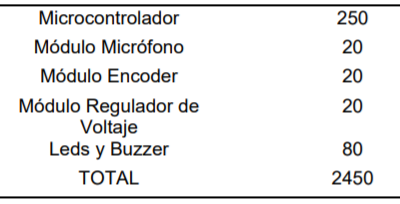 Microcontrolador 250
Módulo Micrófono 20
Módulo Encoder 20
Módulo Regulador de 20
Voltaje
Leds y Buzzer 80
TOTAL 2450